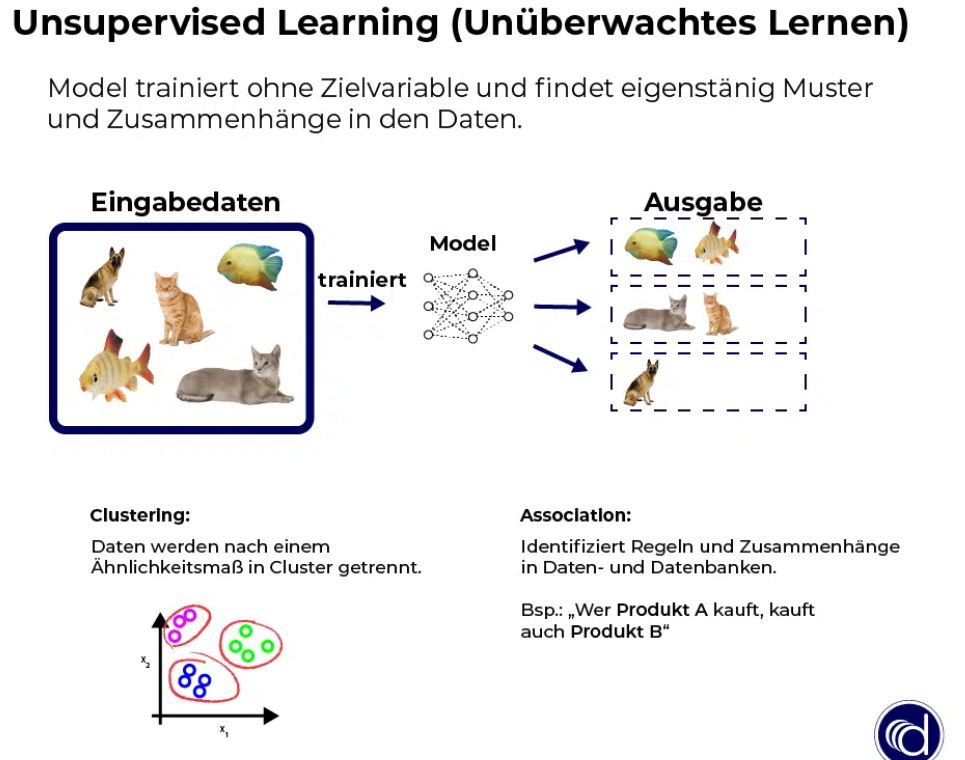 Unsupervised Learning (Unüberwachtes Lernen)
Model trainiert ohne Zielvariable und findet eigenstänig Muster
und Zusammenhänge in den Daten.
Eingabedaten
trainiert
Model
Ausgabe
Clustering:
Daten werden nach einem
Ähnlichkeitsmaß in Cluster getrennt.
x₂
x₁
Association:
Identifiziert Regeln und Zusammenhänge
in Daten- und Datenbanken.
Bsp.: „Wer Produkt A kauft, kauft
auch Produkt B“
d